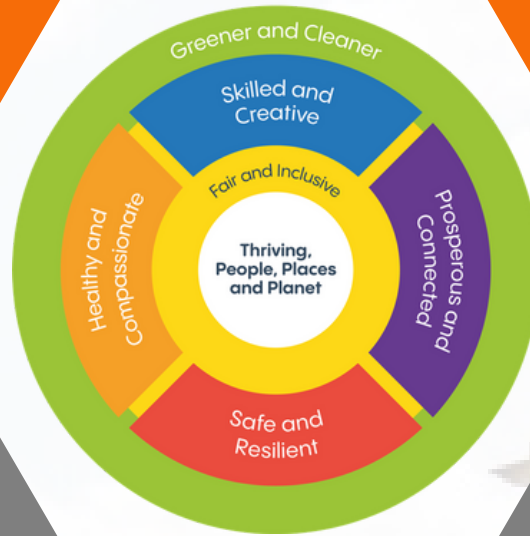 Greener and Cleaner
Skilled and
Creative
Fair and Inclusive
Healthy and
Compassionate
Thriving,
People, Places
and Planet
Prosperous and
Connected
Safe and
Resilient